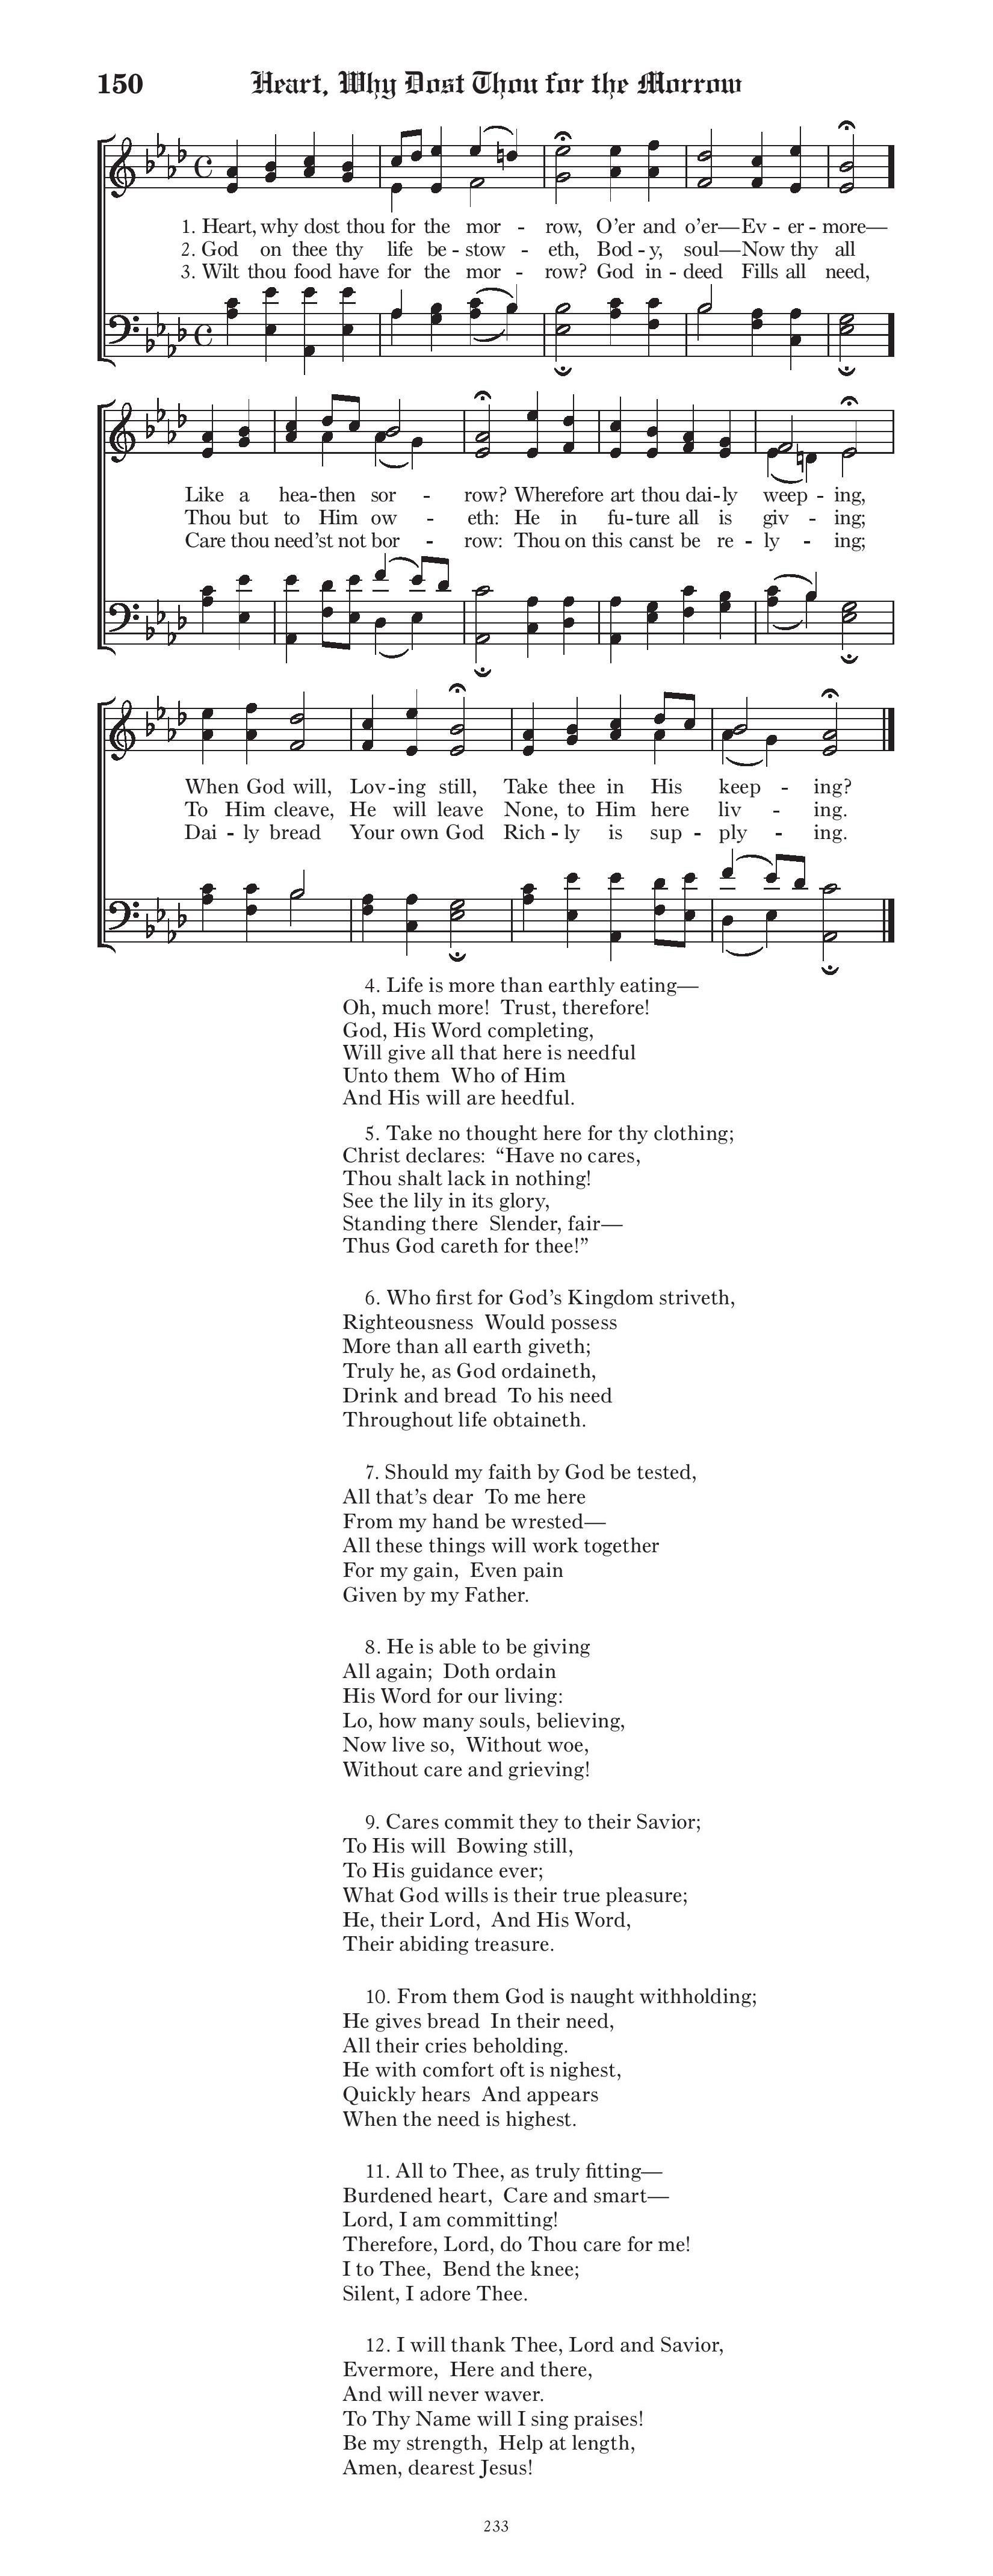 150 Heart, Why Dost Thou for the Morrow
1. Heart, why dost thou for the mor - row, O’er and o’er—Ev - er - more—
2. God on thee thy life be - stow - eth, Bod - y, soul—Now thy all
3. Wilt thou food have for the mor - row? God in - deed Fills all need,
Like a hea-then sor - row? Wherefore art thou dai-ly weep - ing,
Thou but to Him ow - eth: He in fu-ture all is giv - ing;
Care thou need’st not bor - row: Thou on this canst be re - ly - ing;
When God will, Lov-ing still, Take thee in His keep - ing?
To Him cleave, He will leave None, to Him here liv - ing.
Dai - ly bread Your own God Rich - ly is sup - ply - ing.
4. Life is more than earthly eating—
Oh, much more! Trust, therefore!
God, His Word completing,
Will give all that here is needful
Unto them Who of Him
And His will are heedful.
5. Take no thought here for thy clothing;
Christ declares: “Have no cares,
Thou shalt lack in nothing!
See the lily in its glory,
Standing there Slender, fair—
Thus God careth for thee!”
6. Who first for God’s Kingdom striveth,
Righteousness Would possess
More than all earth giveth;
Truly he, as God ordaineth,
Drink and bread To his need
Throughout life obtaineth.
7. Should my faith by God be tested,
All that’s dear To me here
From my hand be wrested—
All these things will work together
For my gain, Even pain
Given by my Father.
8. He is able to be giving
All again; Doth ordain
His Word for our living:
Lo, how many souls, believing,
Now live so, Without woe,
Without care and grieving!
9. Cares commit they to their Savior;
To His will Bowing still,
To His guidance ever;
What God wills is their true pleasure;
He, their Lord, And His Word,
Their abiding treasure.
10. From them God is naught withholding;
He gives bread In their need,
All their cries beholding.
He with comfort oft is nighest,
Quickly hears And appears
When the need is highest.
11. All to Thee, as truly fitting—
Burdened heart, Care and smart—
Lord, I am committing!
Therefore, Lord, do Thou care for me!
I to Thee, Bend the knee;
Silent, I adore Thee.
12. I will thank Thee, Lord and Savior,
Evermore, Here and there,
And will never waver.
To Thy Name will I sing praises!
Be my strength, Help at length,
Amen, dearest Jesus!
233